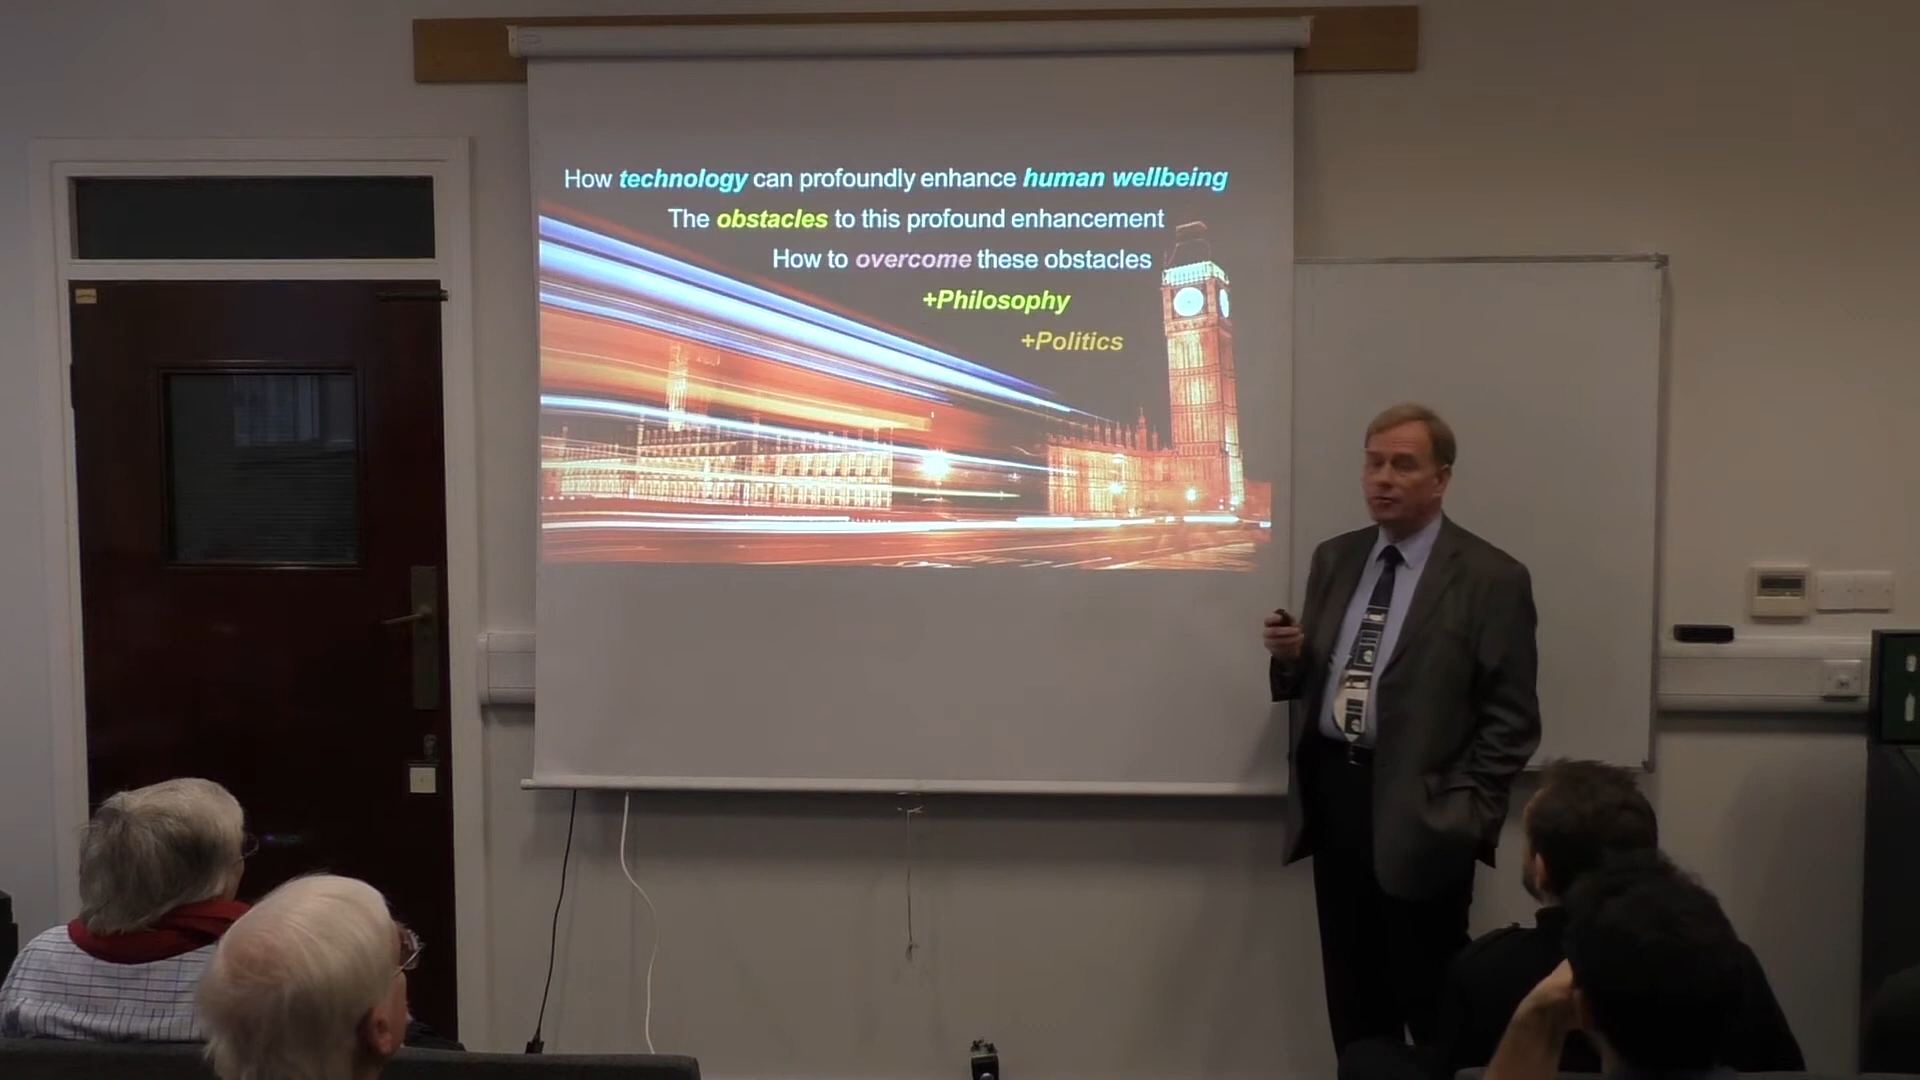 How technology can profoundly enhance human wellbeing
The obstacles to this profound enhancement
How to overcome these obstacles
+Philosophy
+Politics